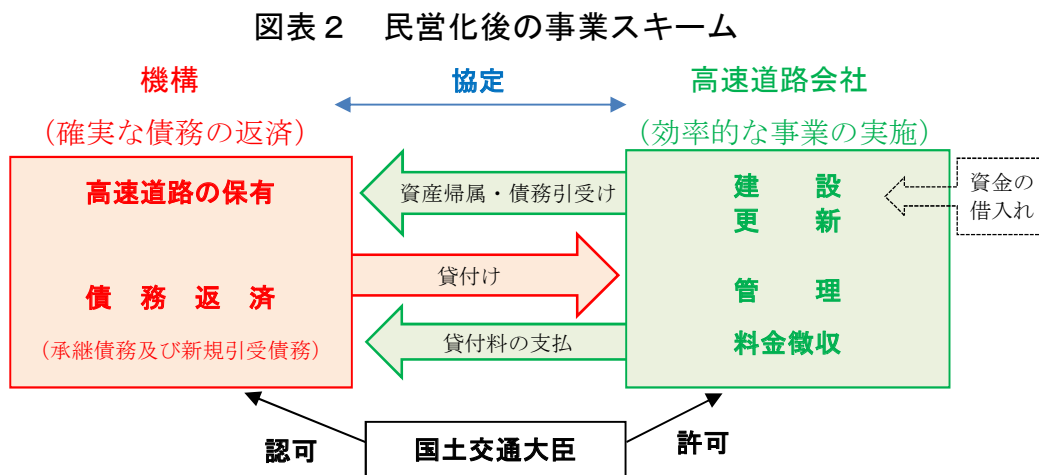 図表２　民営化後の事業スキーム
機構
協定
高速道路会社
（確実な債務の返済）
（効率的な事業の実施）
高速道路の保有
資産帰属・債務引受け
建　設
更　新
資金の
借入れ
貸付け
債　務　返　済
管　理
（承継債務及び新規引受債務）
貸付料の支払
料金徴収
認可
国土交通大臣
許可